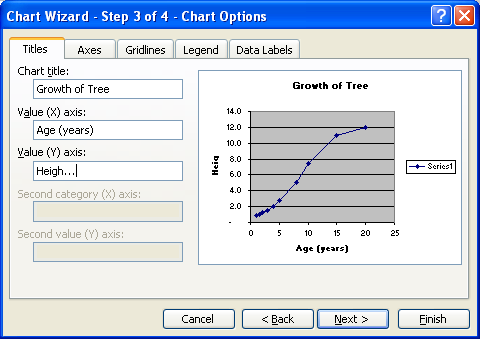 Chart Wizard - Step 3 of 4 - Chart Options
Titles Axes Gridlines Legend Data Labels
Chart title:
Growth of Tree
Value (X) axis:
Age (years)
Value (Y) axis:
Heigh...
Second category (X) axis:
Second value (Y) axis:
Growth of Tree
14.0
12.0
10.0
8.0
6.0
4.0
2.0
-
Heig
0 5 10 15 20 25
Age (years)
Series1
Cancel < Back Next > Finish